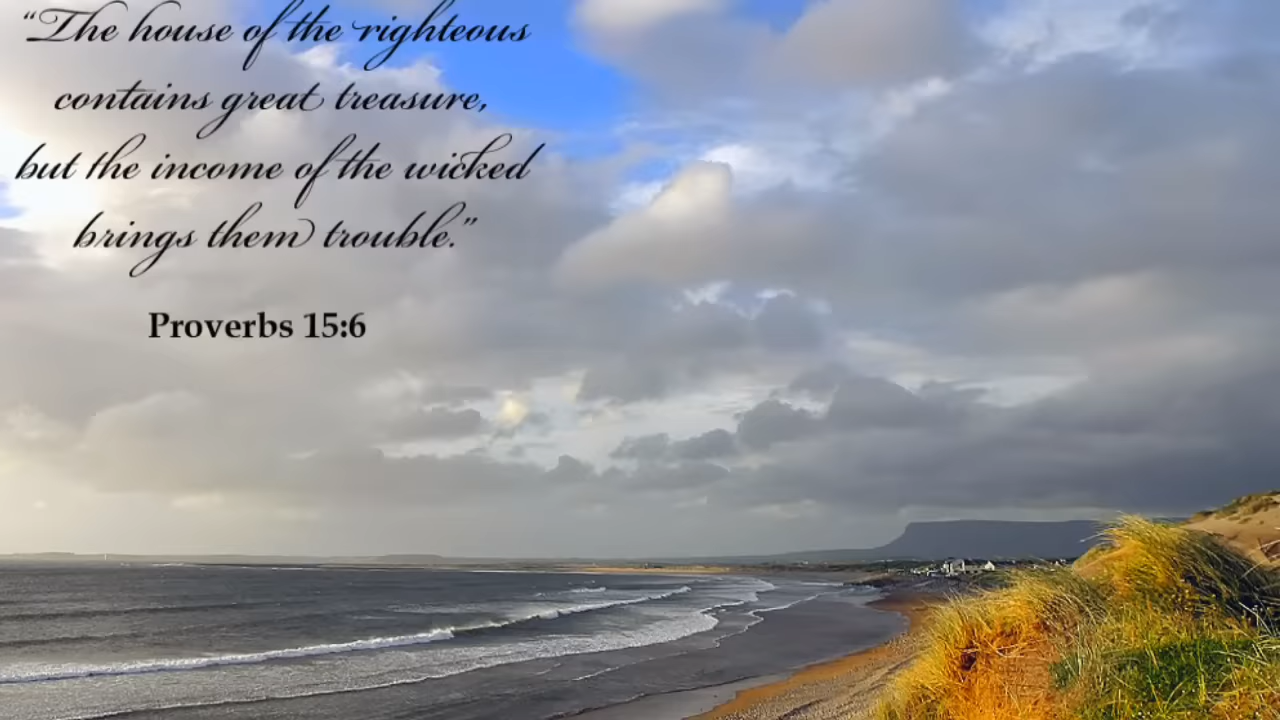 “The house of the righteous
contains great treasure,
but the income of the wicked
brings them trouble.”
Proverbs 15:6